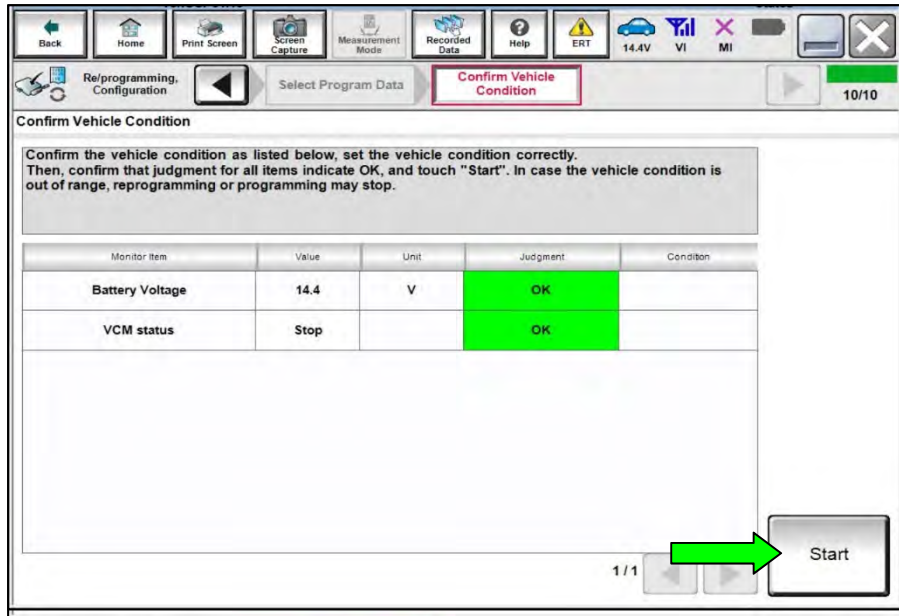 Back
Home
Print Screen
Screen Capture
Measurement Mode
Recorded Data
Help
ERT
14.4V
VI
MI
Re/programming, Configuration
Select Program Data
Confirm Vehicle Condition
10/10
Confirm Vehicle Condition
Confirm the vehicle condition as listed below, set the vehicle condition correctly.
Then, confirm that judgment for all items indicate OK, and touch "Start". In case the vehicle condition is
out of range, reprogramming or programming may stop.
Monitor Item Value Unit Judgment Condition
Battery Voltage 14.4 V OK
VCM status Stop OK
1/1
Start